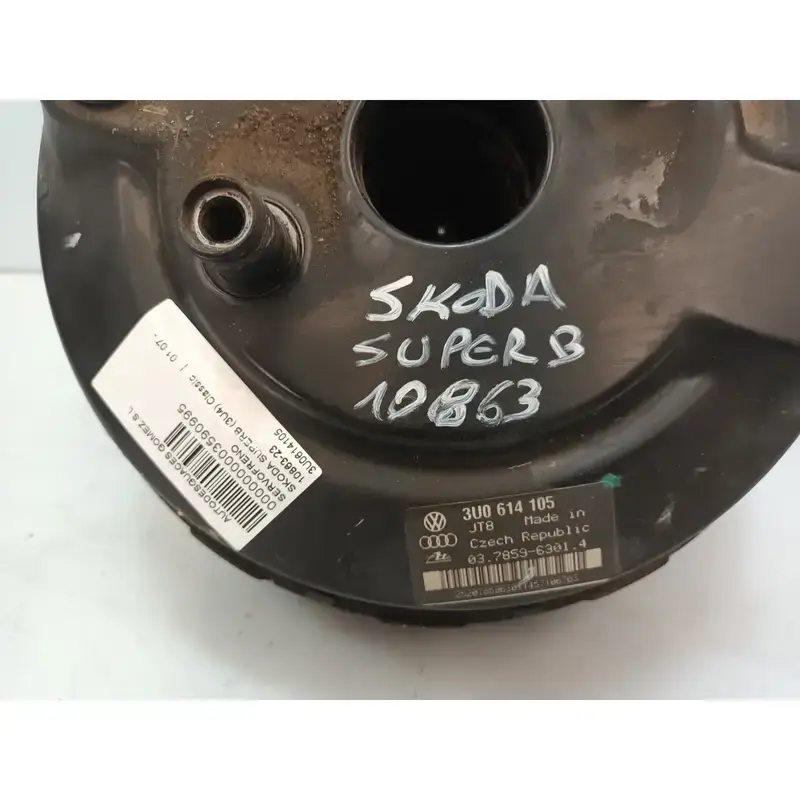 SKODA
SUPERB
10863
AUTODESGUACES GOMEZ, S.L
0000000000003590995
SERVOFRENO
SKODA SUPERB (3U4) Classic | 01.07 -
10863-23
3U0614105
3U0 614 105
JT8 Made in
Czech Republic
03.7859-6301.4